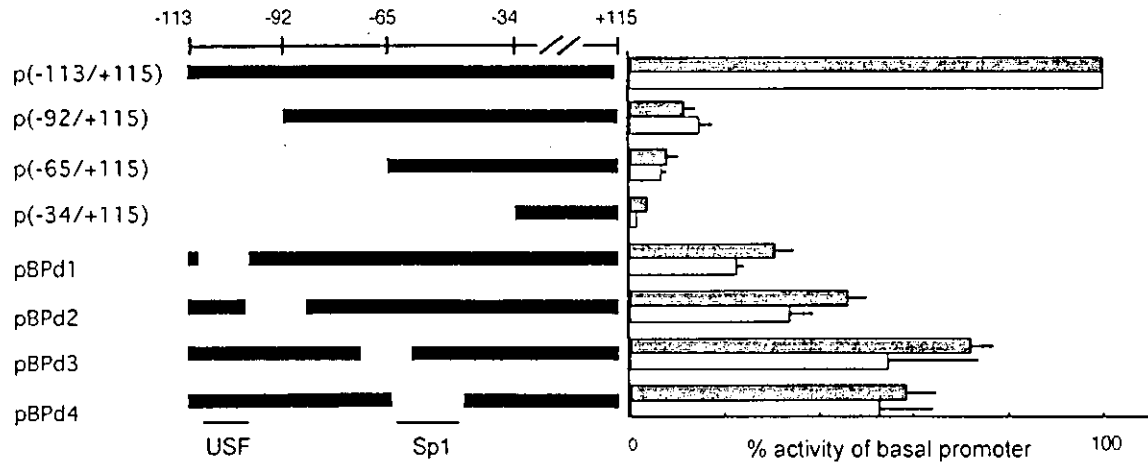 -113 -92 -65 -34 +115
p(-113/+115)
p(-92/+115)
p(-65/+115)
p(-34/+115)
pBPd1
pBPd2
pBPd3
pBPd4
USF Sp1 0 % activity of basal promoter 100